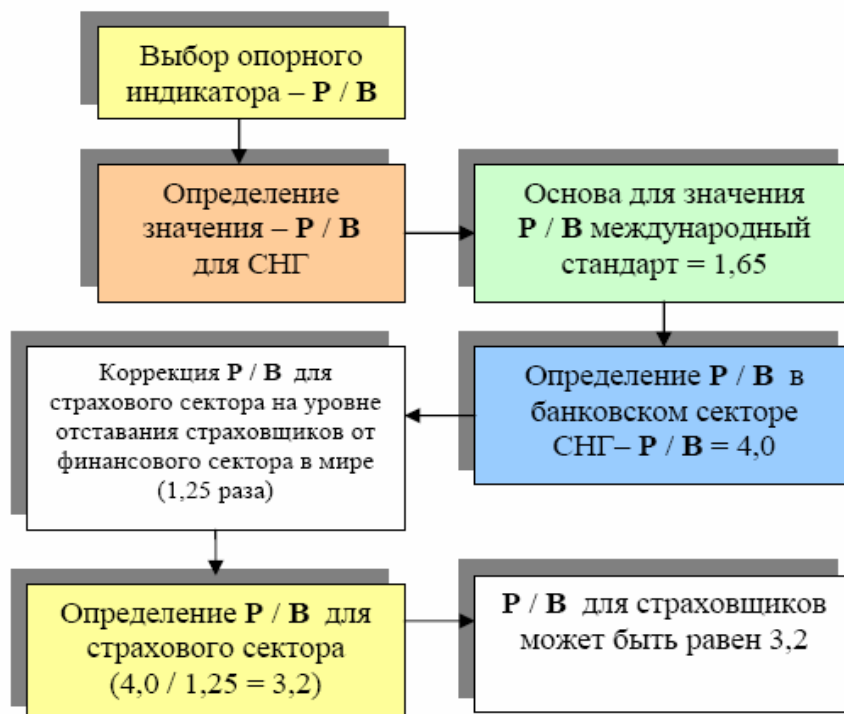 Выбор опорного
индикатора – P / B
Определение
значения – P / B
для СНГ
Основа для значения
P / B международный
стандарт = 1,65
Определение P / B в
банковском секторе
СНГ– P / B = 4,0
Коррекция P / B для
страхового сектора на уровне
отставания страховщиков от
финансового сектора в мире
(1,25 раза)
Определение P / B для
страхового сектора
(4,0 / 1,25 = 3,2)
P / B для страховщиков
может быть равен 3,2